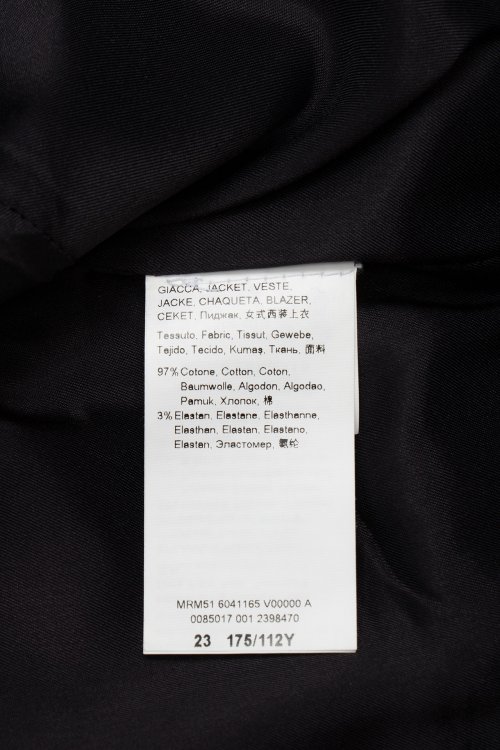 GIACCA, JACKET, VESTE,
JACKE, CHAQUETA, BLAZER,
CEKET, Пиджак, 女式西装上衣
Tessuto, Fabric, Tissut, Gewebe,
Tejido, Tecido, Kumaş, Ткань, 面料
97% Cotone, Cotton, Coton,
Baumwolle, Algodon, Algodao,
Pamuk, Хлопок, 棉
3% Elastan, Elastane, Elasthanne,
Elasthan, Elastan, Elastano,
Elastan, Эластомер, 氨纶
MRM51 6041165 V00000 A
0085017 001 2398470
23 175/112Y